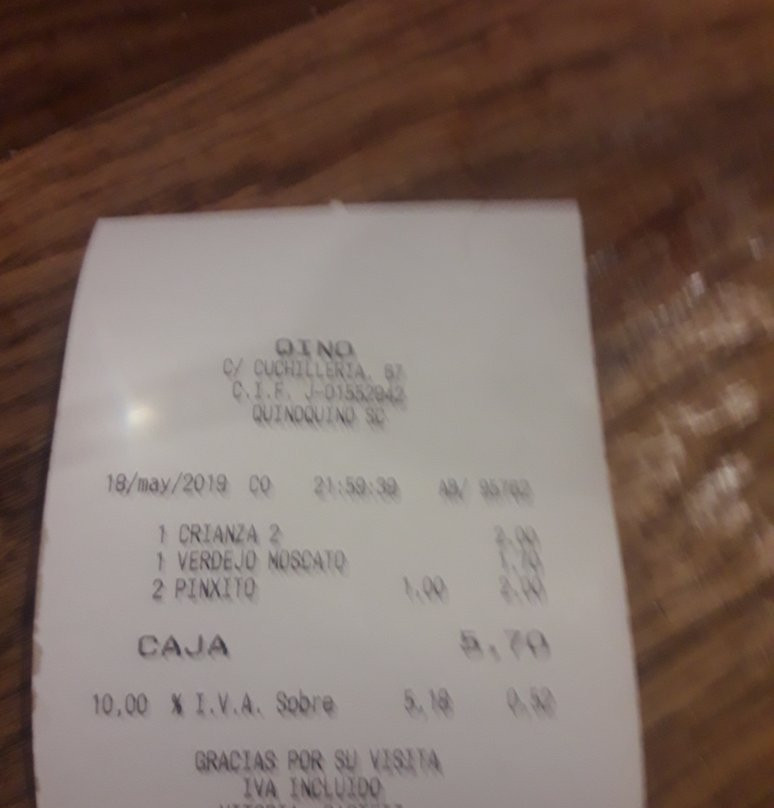 QINO
C/ CUCHILLERIA, 87
C.I.F. J-01552942
QUINOQUINO SC
18/may/2019 CO 21:59:39 AB/ 95762
1 CRIANZA 2 2.00
1 VERDEJO MOSCATO 1.70
2 PINXITO 1.00 2.00
CAJA 5,70
10,00 % I.V.A. Sobre 5,18 0,52
GRACIAS POR SU VISITA
IVA INCLUIDO